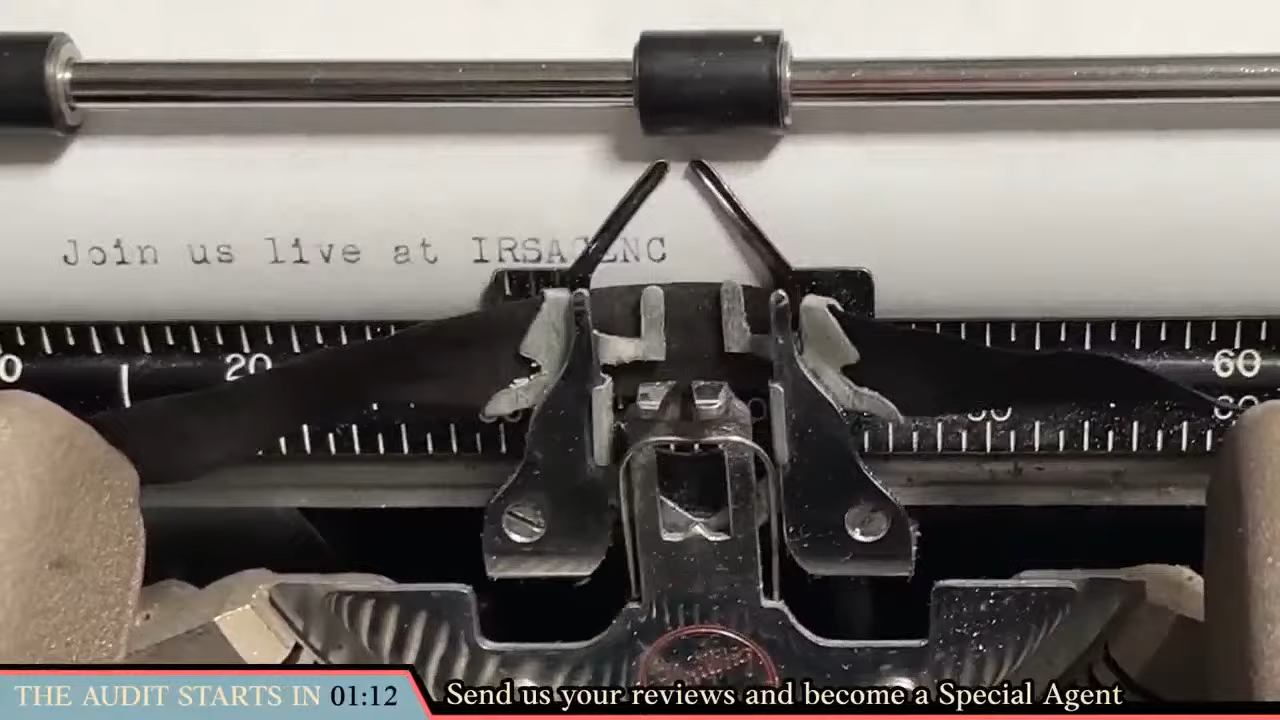 Join us live at IRSAGENC
20
60
THE AUDIT STARTS IN 01:12
Send us your reviews and become a Special Agent